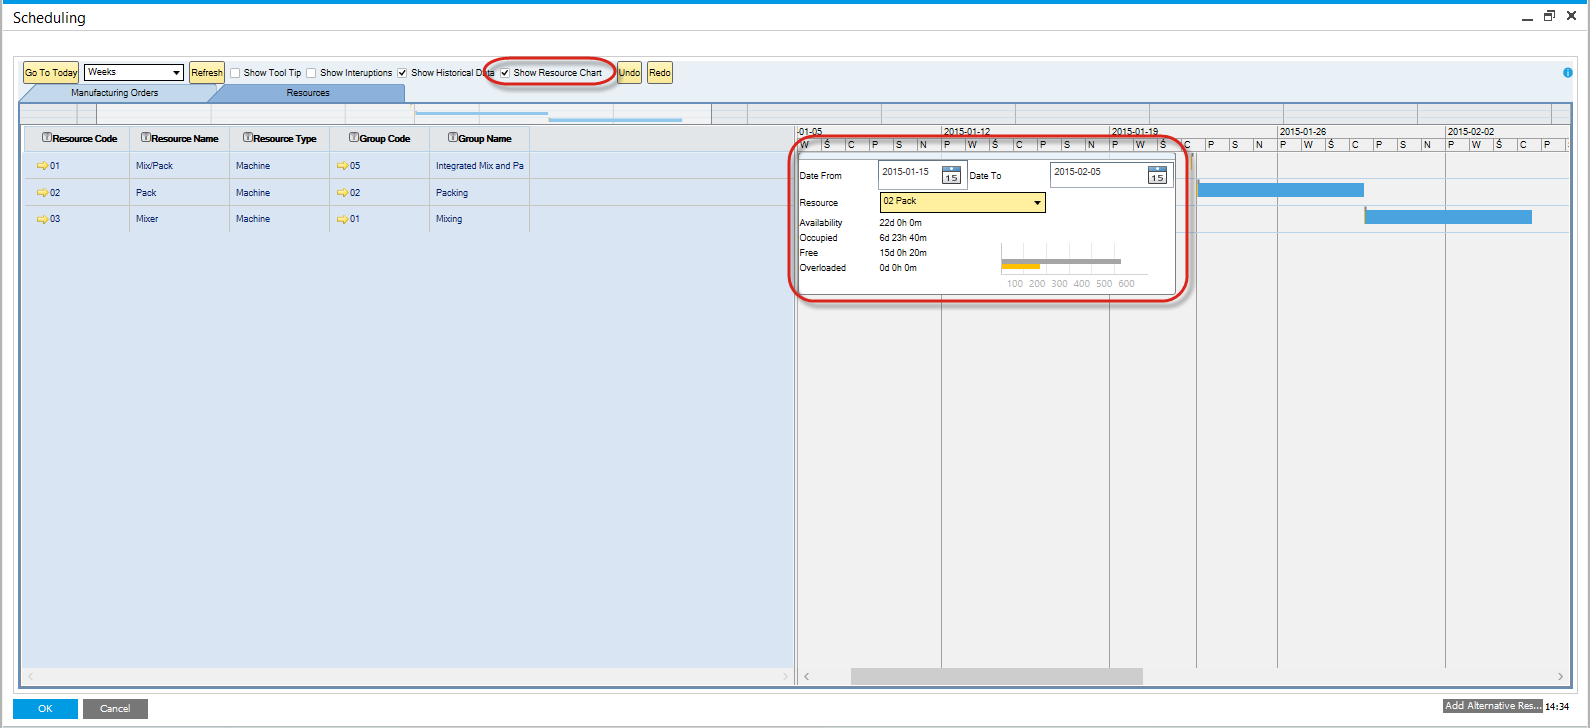 Scheduling
Go To Today Weeks Refresh Show Tool Tip Show Interuptions Show Historical Data Show Resource Chart Undo Redo
Manufacturing Orders Resources
Resource Code Resource Name Resource Type Group Code Group Name
01 Mix/Pack Machine 05 Integrated Mix and Pa
02 Pack Machine 02 Packing
03 Mixer Machine 01 Mixing
-01-05 2015-01-12 2015-01-19 2015-01-26 2015-02-02
W Ś C P S N P W Ś C P S N P W Ś C P S N P W Ś C P S N P W Ś C P
Date From 2015-01-15 15 Date To 2015-02-05 15
Resource 02 Pack
Availability 22d 0h 0m
Occupied 6d 23h 40m
Free 15d 0h 20m
Overloaded 0d 0h 0m
100 200 300 400 500 600
OK Cancel Add Alternative Res... 14:34